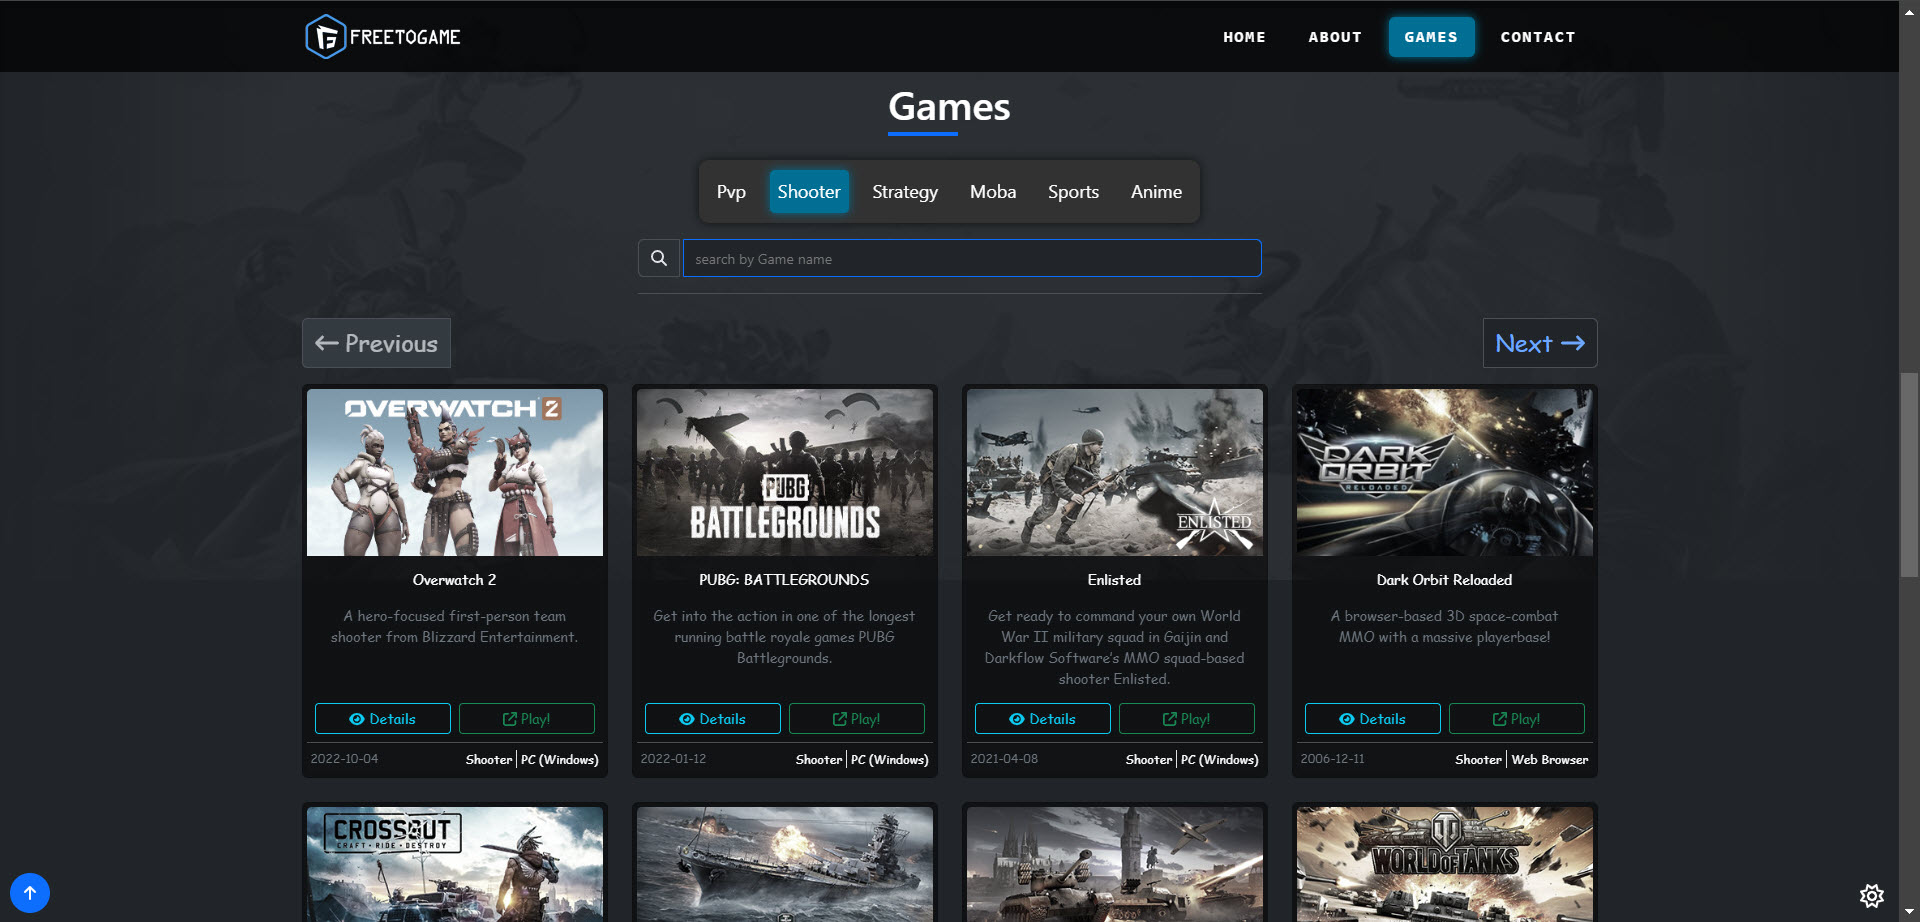 FREETOGAME
HOME ABOUT GAMES CONTACT
Games
Pvp Shooter Strategy Moba Sports Anime
search by Game name
Previous
Next
OVERWATCH 2
PUBG
BATTLEGROUNDS
ENLISTED
DARK
ORBIT
RELOADED
Overwatch 2
A hero-focused first-person team
shooter from Blizzard Entertainment.
Details Play!
2022-10-04 Shooter PC (Windows)
PUBG: BATTLEGROUNDS
Get into the action in one of the longest
running battle royale games PUBG
Battlegrounds.
Details Play!
2022-01-12 Shooter PC (Windows)
Enlisted
Get ready to command your own World
War II military squad in Gaijin and
Darkflow Software's MMO squad-based
shooter Enlisted.
Details Play!
2021-04-08 Shooter PC (Windows)
Dark Orbit Reloaded
A browser-based 3D space-combat
MMO with a massive playerbase!
Details Play!
2006-12-11 Shooter Web Browser
CROSSOUT
CRAFT • RIDE • DESTROY
WORLD OF TANKS